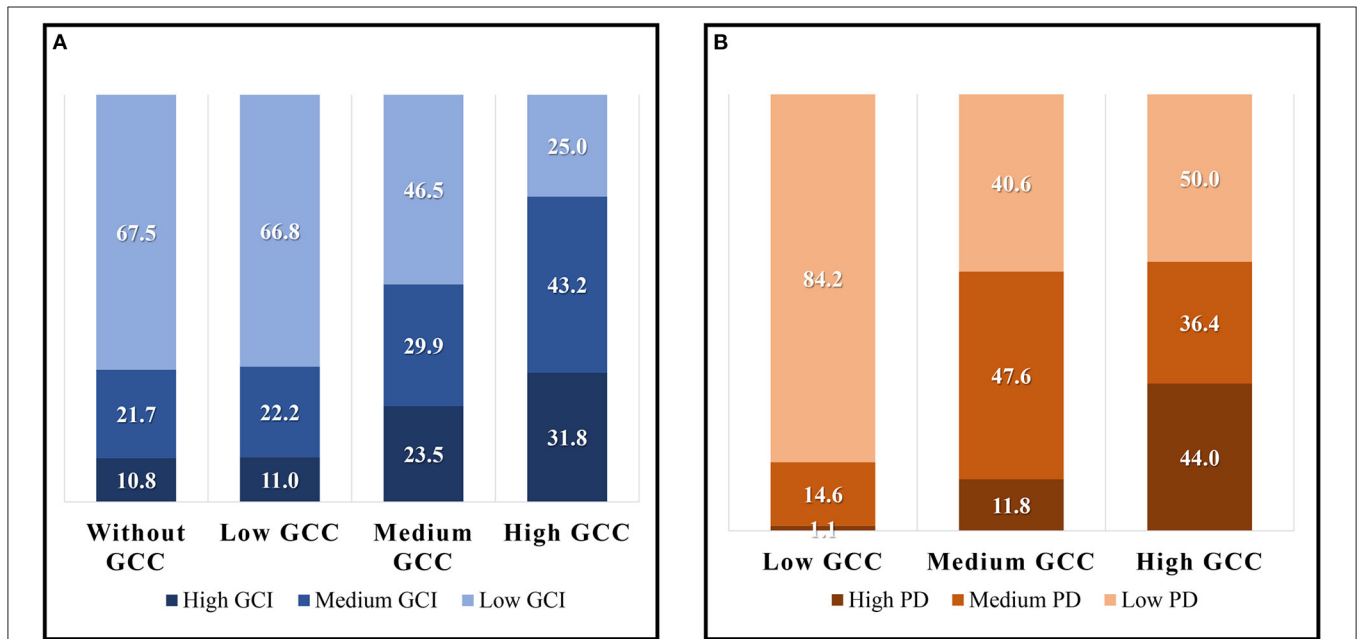 A
67.5
66.8
46.5
25.0
21.7
22.2
29.9
43.2
10.8
11.0
23.5
31.8
Without GCC
Low GCC
Medium GCC
High GCC
High GCI Medium GCI Low GCI
B
84.2
40.6
50.0
14.6
47.6
36.4
1.1
11.8
44.0
Low GCC Medium GCC High GCC
High PD Medium PD Low PD